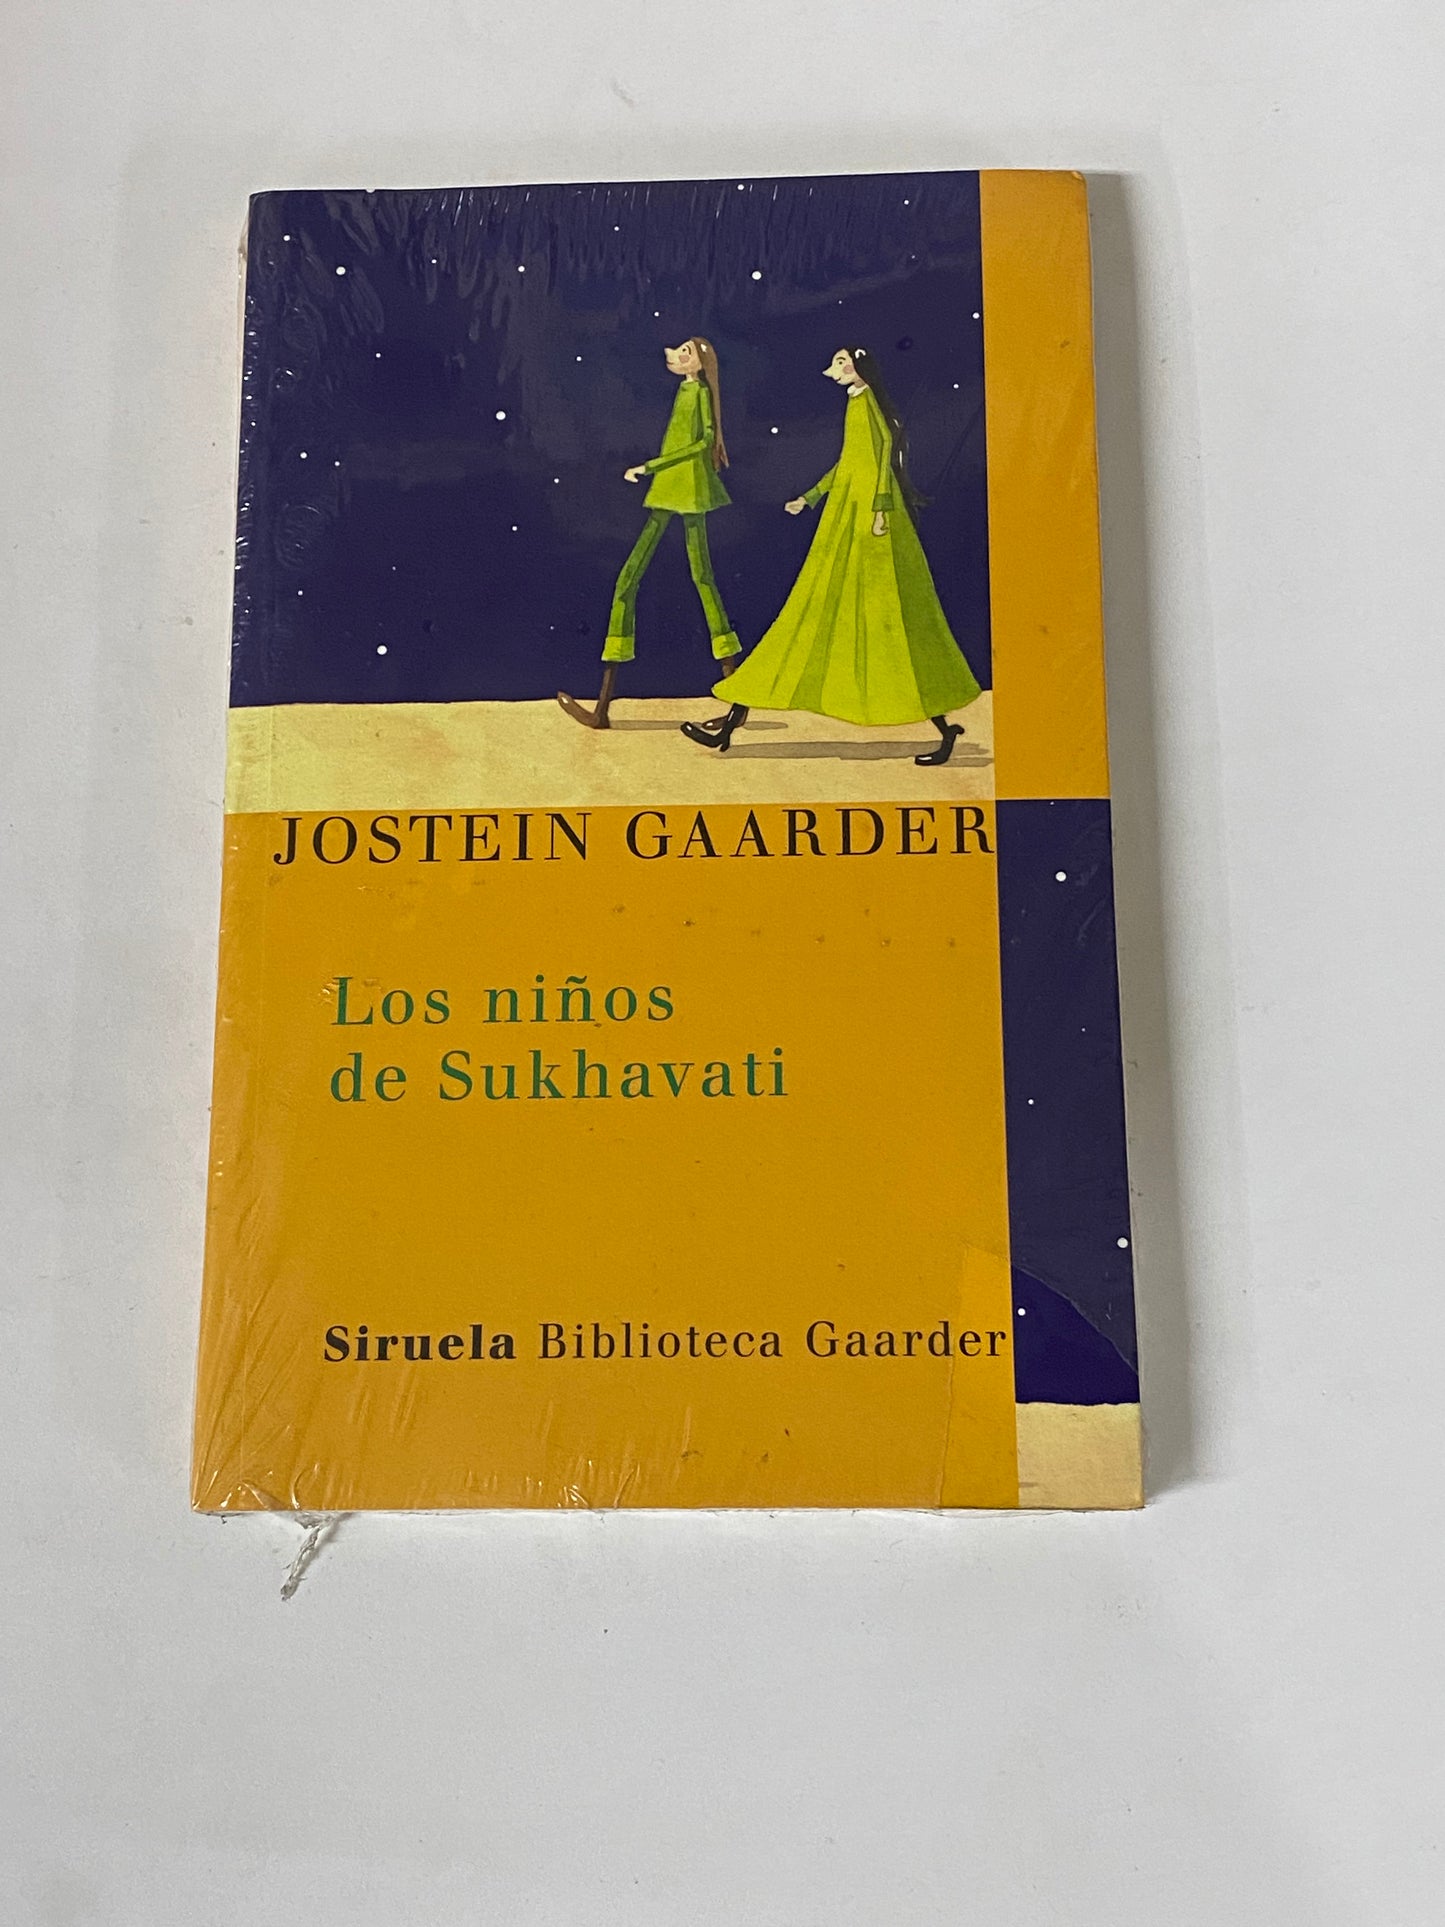 JOSTEIN GAARDER
Los niños
de Sukhavati
Siruela Biblioteca Gaarder